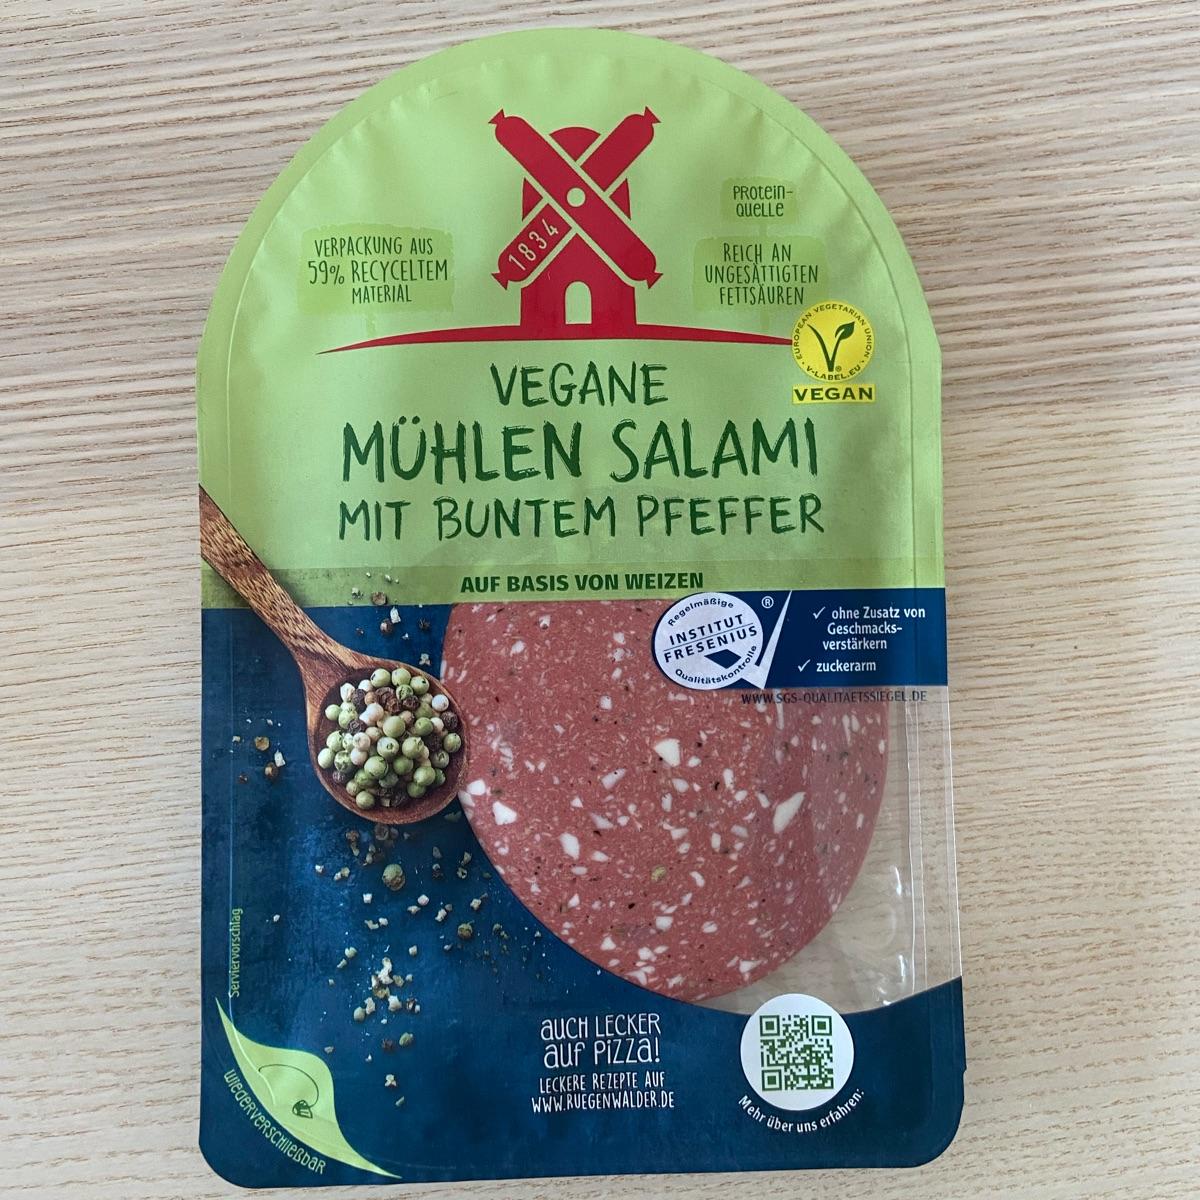 1834
VERPACKUNG AUS
59% RECYCELTEM
MATERIAL
PROTEIN-
QUELLE
REICH AN
UNGESÄTTIGTEN
FETTSÄUREN
EUROPEAN VEGETARIAN UNION
V-LABEL.EU
VEGAN
VEGANE
MÜHLEN SALAMI
MIT BUNTEM PFEFFER
AUF BASIS VON WEIZEN
Regelmäßige
INSTITUT
FRESENIUS
Qualitätskontrolle
®
✓ ohne Zusatz von
Geschmacks-
verstärkern
✓ zuckerarm
WWW.SGS-QUALITAETSSIEGEL.DE
Serviervorschlag
WIEDERVERSCHLIEßBAR
AUCH LECKER
AUF PIZZA!
LECKERE REZEPTE AUF
WWW.RUEGENWALDER.DE
Mehr über uns erfahren: